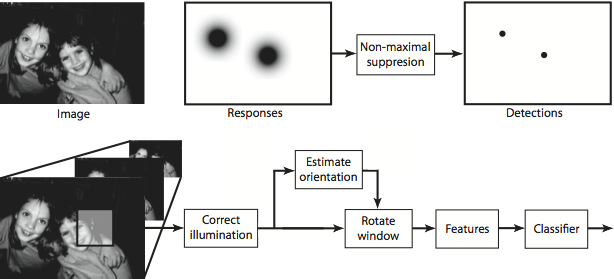 Non-maximal
suppresion
Image
Responses
Detections
Estimate
orientation
Correct
illumination
Rotate
window
Features
Classifier